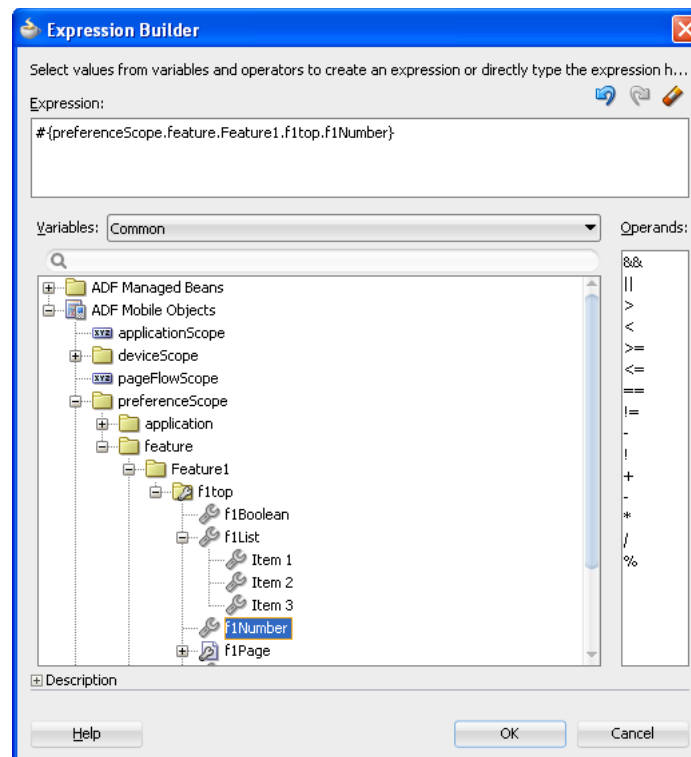 Expression Builder
Select values from variables and operators to create an expression or directly type the expression h...
Expression:
#{preferenceScope.feature.Feature1.f1top.f1Number}
Variables: Common
Operands:
ADF Managed Beans
ADF Mobile Objects
xyz applicationScope
deviceScope
xyz pageFlowScope
preferenceScope
application
feature
Feature1
f1top
f1Boolean
f1List
Item 1
Item 2
Item 3
f1Number
f1Page
&&
||
>
<
>=
<=
==
!=
-
!
+
-
*
/
%
Description
Help
OK
Cancel